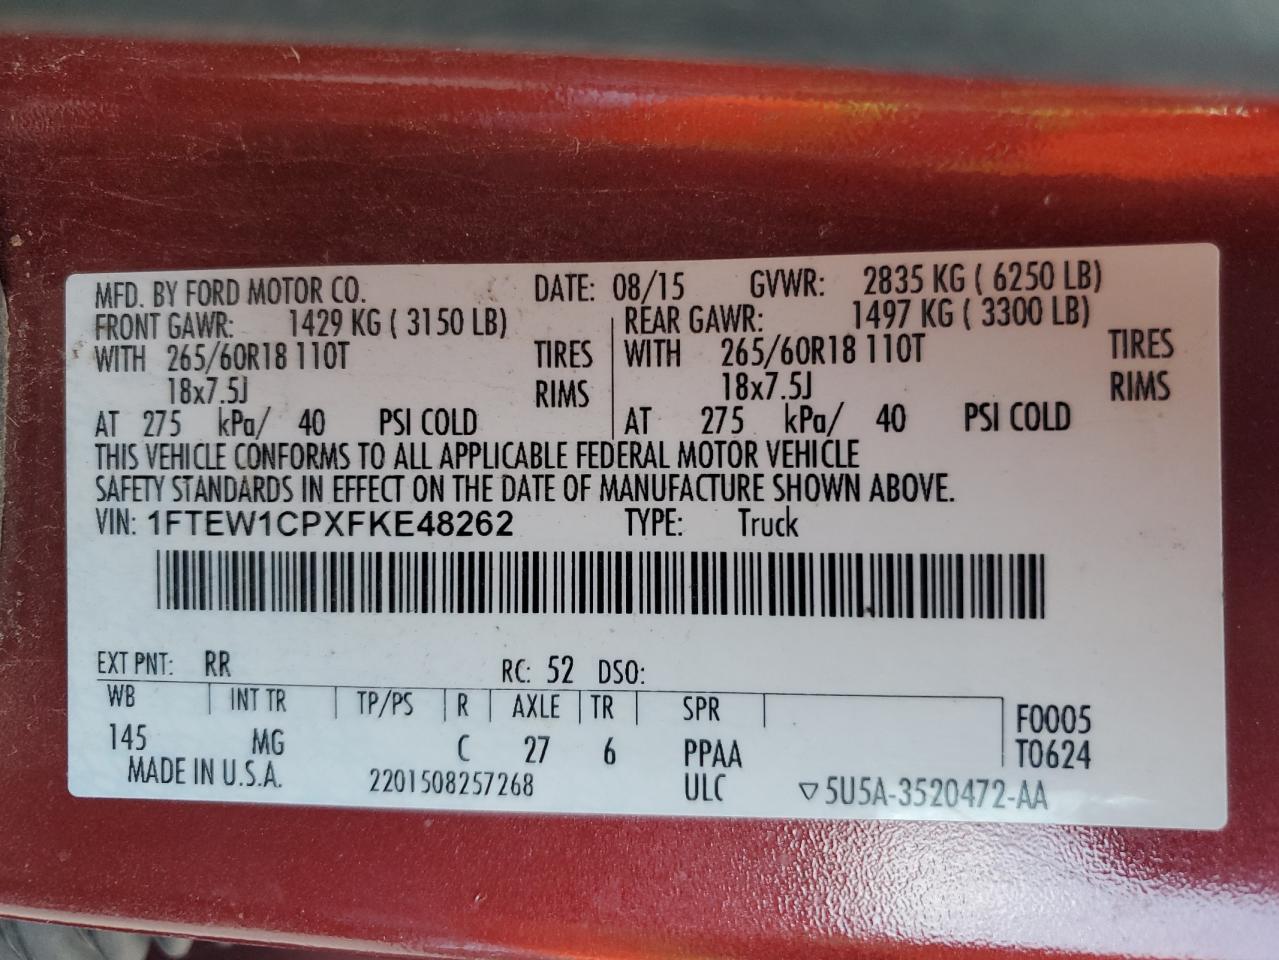 MFD. BY FORD MOTOR CO. DATE: 08/15 GVWR: 2835 KG ( 6250 LB)
FRONT GAWR: 1429 KG ( 3150 LB) REAR GAWR: 1497 KG ( 3300 LB)
WITH 265/60R18 110T TIRES WITH 265/60R18 110T TIRES
18x7.5J RIMS 18x7.5J RIMS
AT 275 kPa/ 40 PSI COLD AT 275 kPa/ 40 PSI COLD
THIS VEHICLE CONFORMS TO ALL APPLICABLE FEDERAL MOTOR VEHICLE
SAFETY STANDARDS IN EFFECT ON THE DATE OF MANUFACTURE SHOWN ABOVE.
VIN: 1FTEW1CPXFKE48262 TYPE: Truck
EXT PNT: RR RC: 52 DSO:
WB INT TR TP/PS R AXLE TR SPR F0005
145 MG C 27 6 PPAA T0624
MADE IN U.S.A. 2201508257268 ULC ▽5U5A-3520472-AA